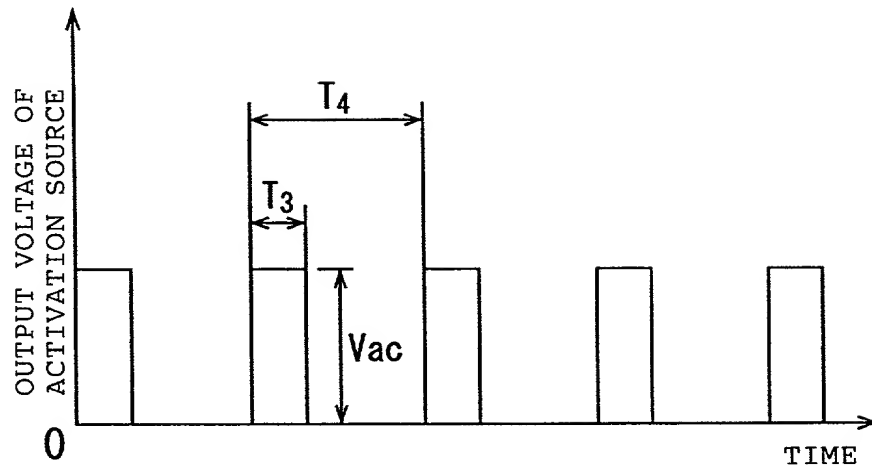 OUTPUT VOLTAGE OF
ACTIVATION SOURCE
T4
T3
Vac
0
TIME